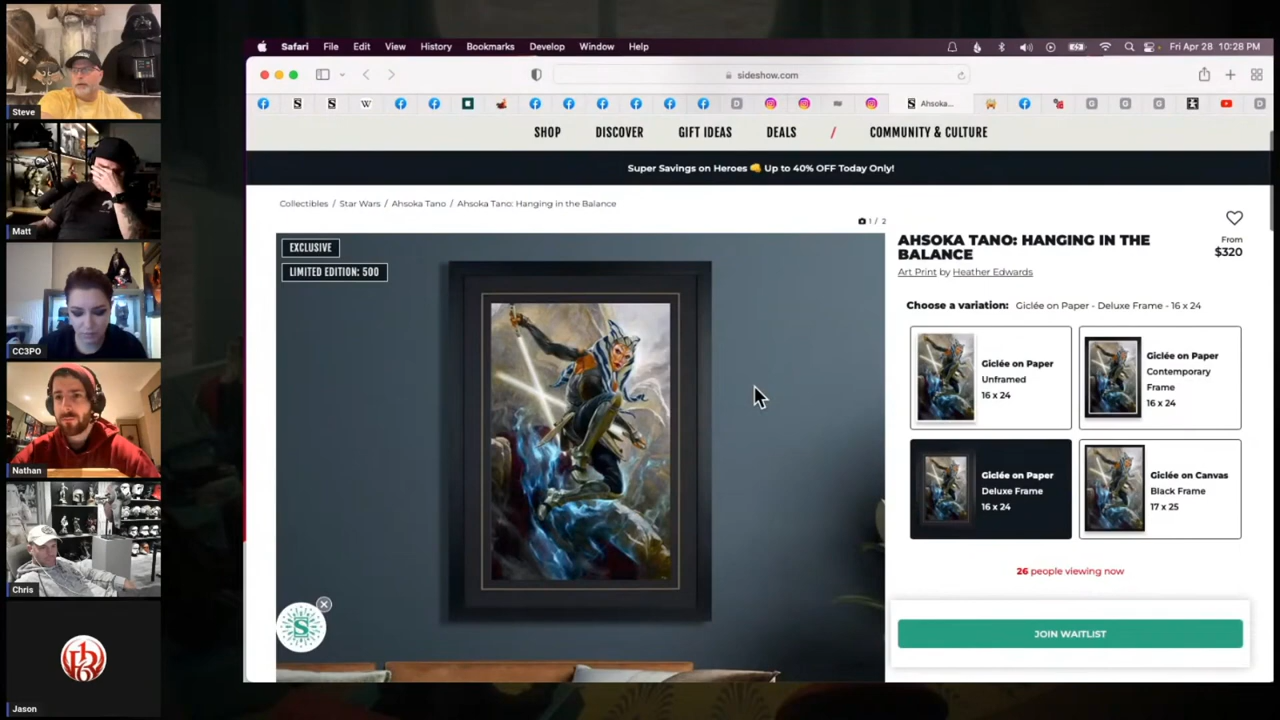 Steve
Matt
CC3PO
Nathan
Chris
Jason
Safari File Edit View History Bookmarks Develop Window Help
Fri Apr 28 10:28 PM
sideshow.com
Ahsoka...
SHOP DISCOVER GIFT IDEAS DEALS / COMMUNITY & CULTURE
Super Savings on Heroes 👊 Up to 40% OFF Today Only!
Collectibles / Star Wars / Ahsoka Tano / Ahsoka Tano: Hanging in the Balance
1 / 2
EXCLUSIVE
LIMITED EDITION: 500
AHSOKA TANO: HANGING IN THE
BALANCE
From
$320
Art Print by Heather Edwards
Choose a variation: Giclée on Paper - Deluxe Frame - 16 x 24
Giclée on Paper
Unframed
16 x 24
Giclée on Paper
Contemporary
Frame
16 x 24
Giclée on Paper
Deluxe Frame
16 x 24
Giclée on Canvas
Black Frame
17 x 25
26 people viewing now
JOIN WAITLIST